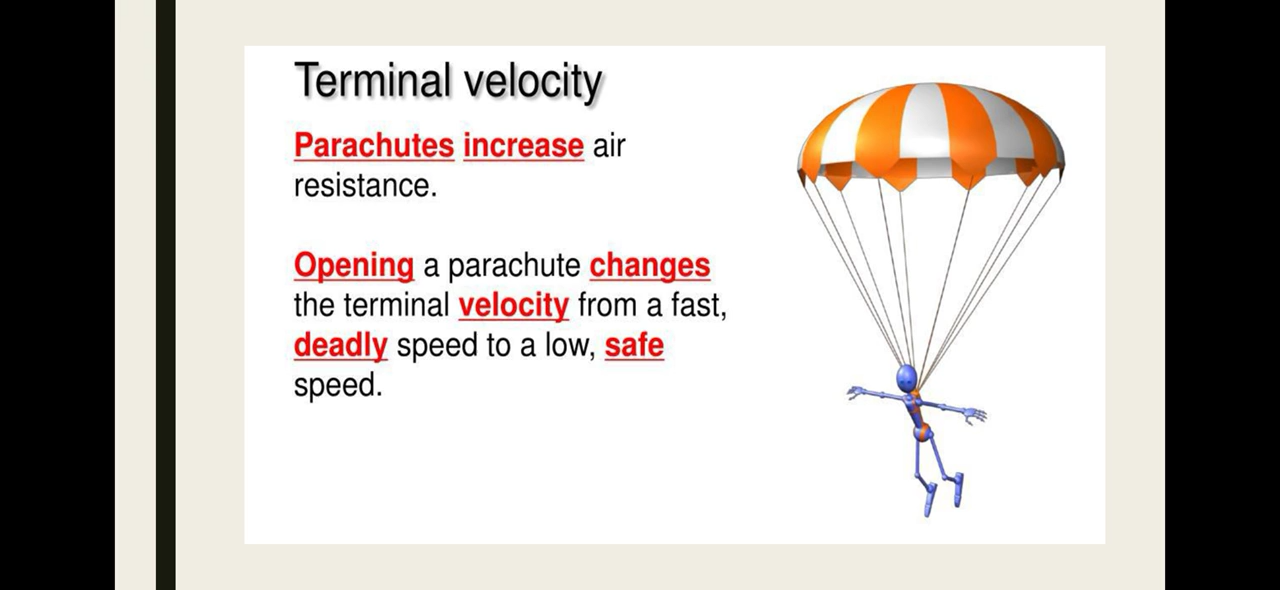 Terminal velocity
Parachutes increase air
resistance.
Opening a parachute changes
the terminal velocity from a fast,
deadly speed to a low, safe
speed.